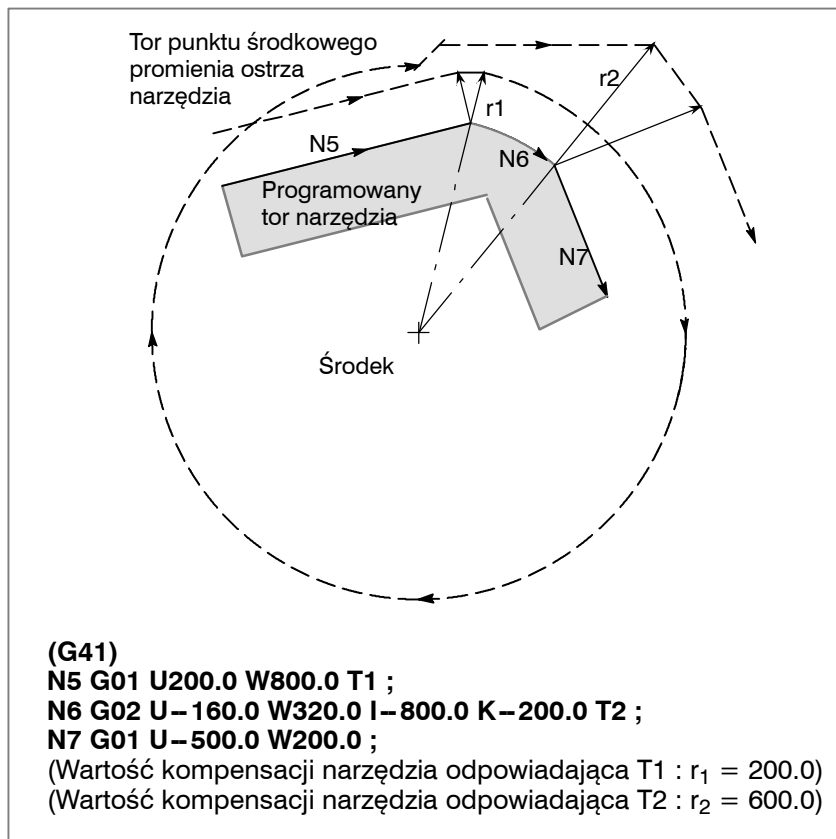 Tor punktu środkowego
promienia ostrza
narzędzia
r2
r1
N5
N6
Programowany
tor narzędzia
N7
Środek
(G41)
N5 G01 U200.0 W800.0 T1 ;
N6 G02 U--160.0 W320.0 I--800.0 K--200.0 T2 ;
N7 G01 U--500.0 W200.0 ;
(Wartość kompensacji narzędzia odpowiadająca T1 : r1 = 200.0)
(Wartość kompensacji narzędzia odpowiadająca T2 : r2 = 600.0)